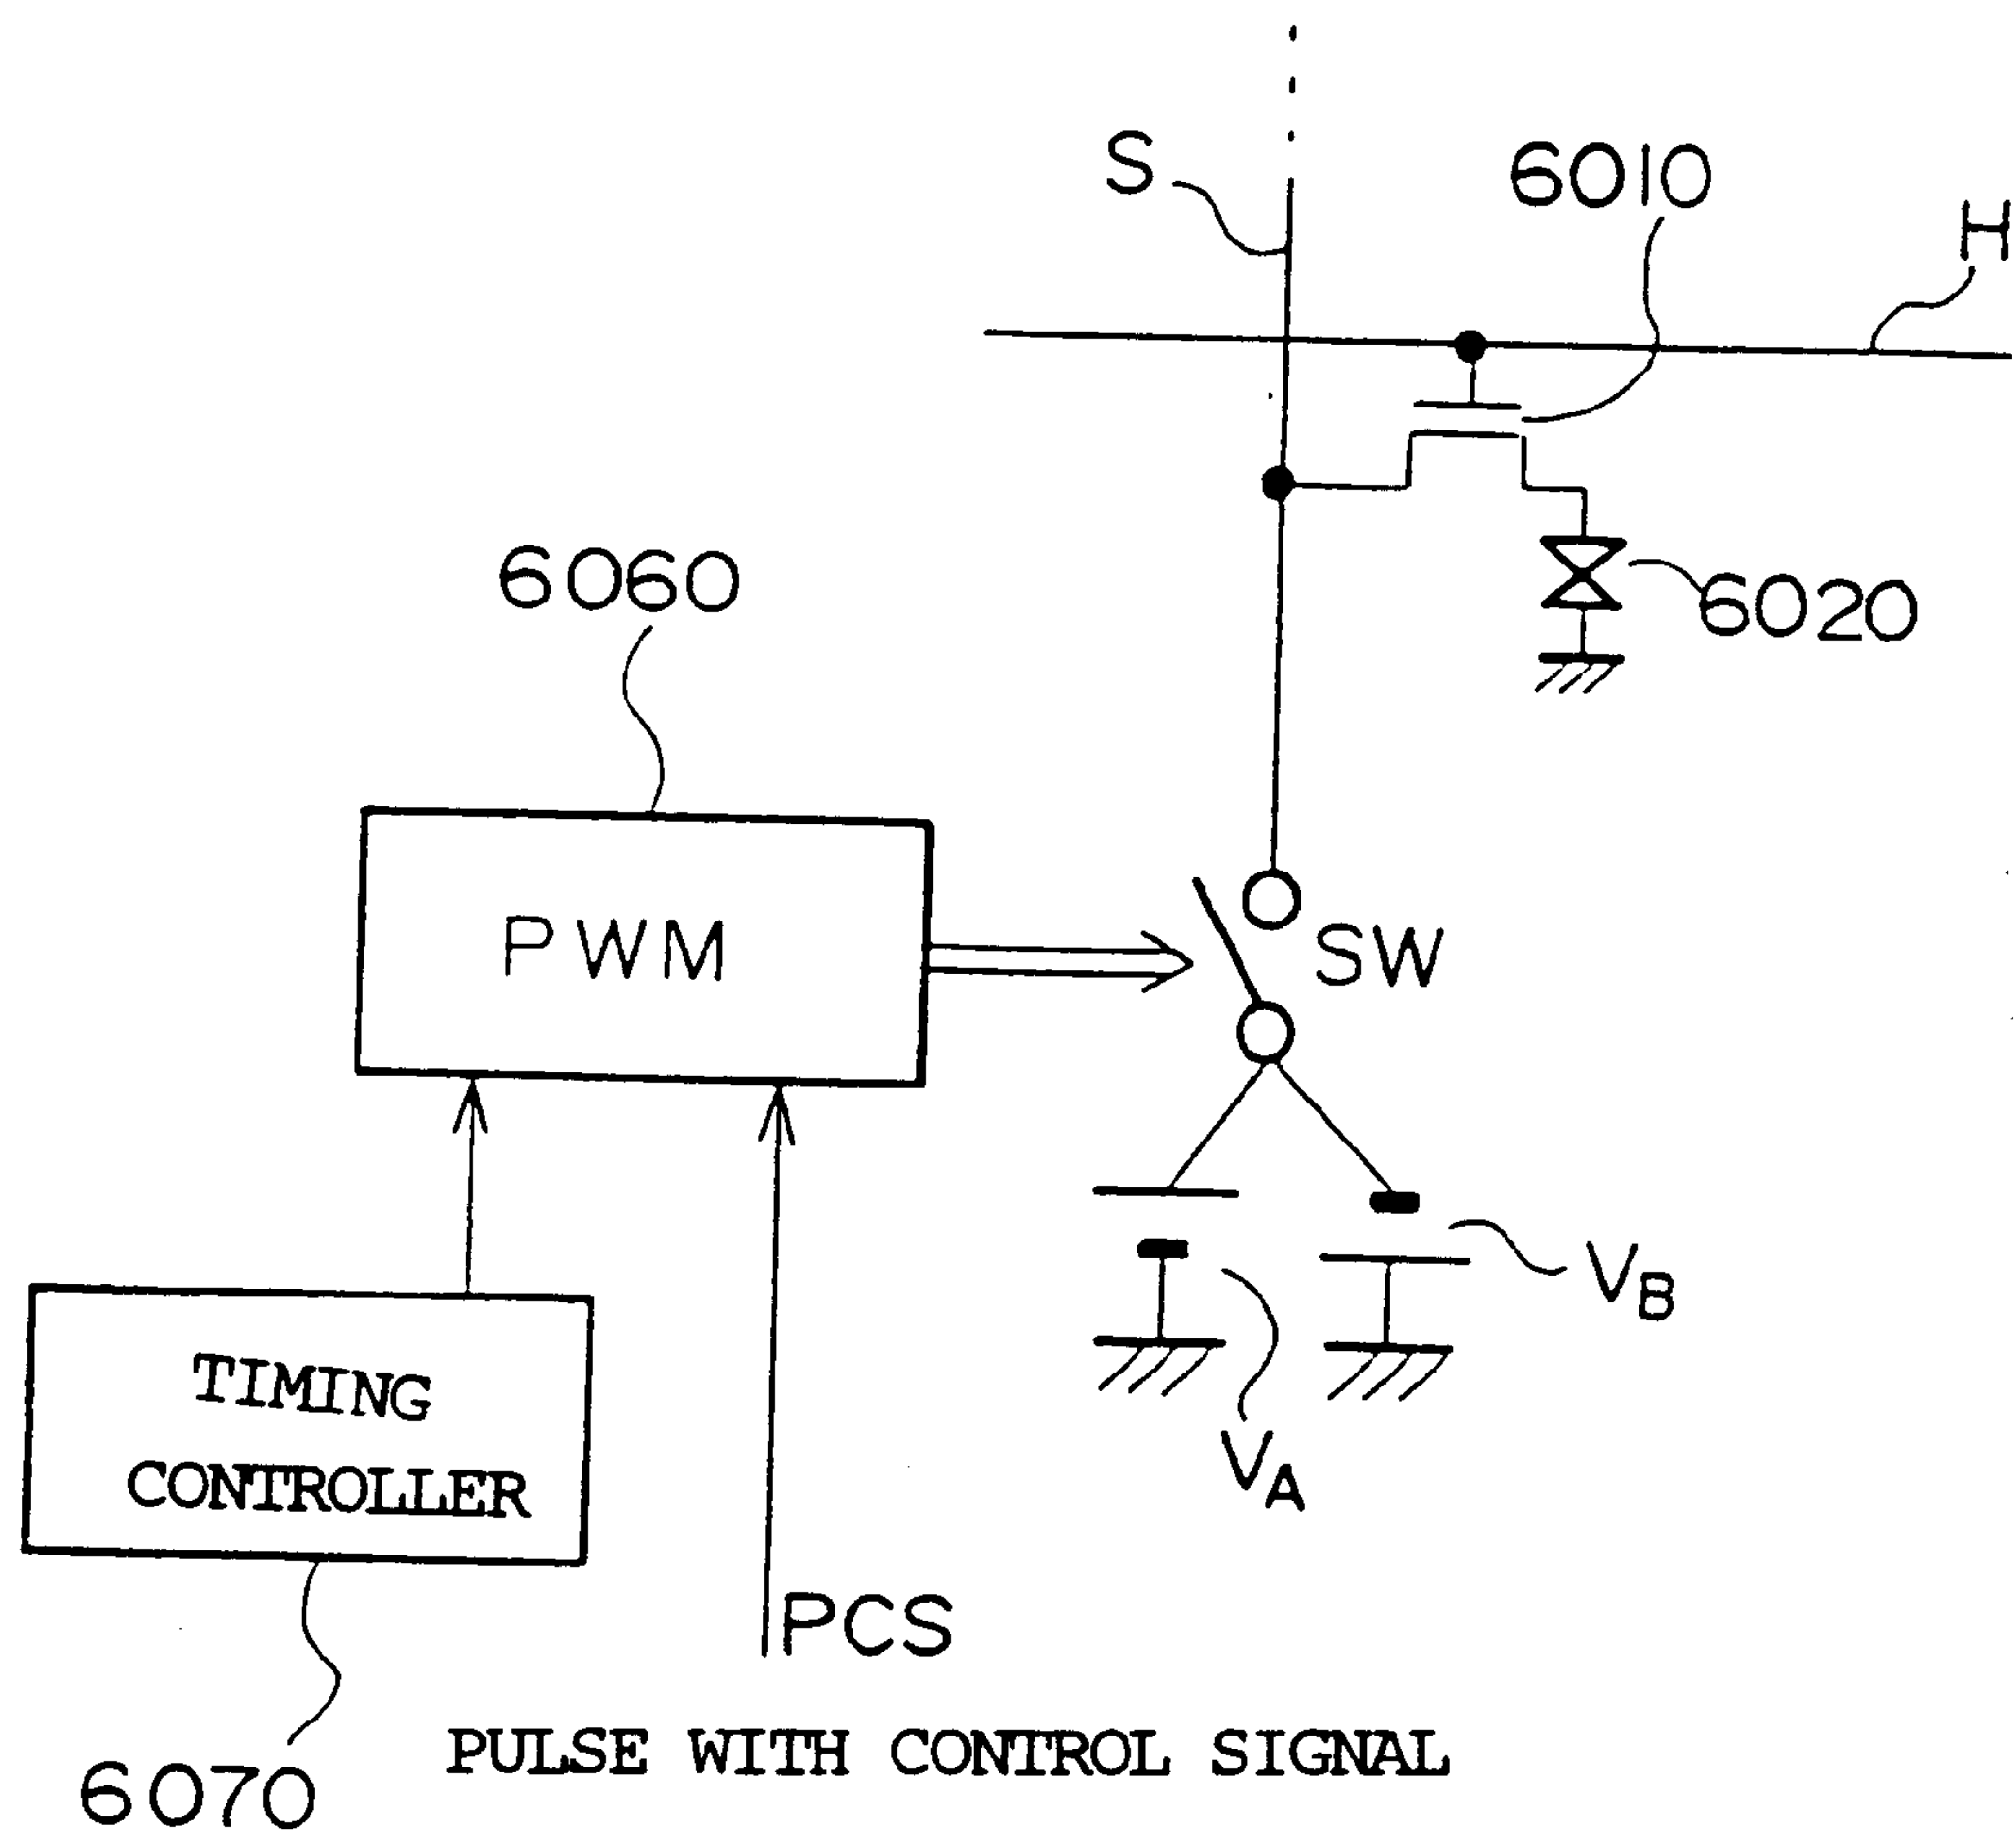 S
6010
H
6020
6060
PWM
SW
VB
TIMING
CONTROLLER
VA
PCS
PULSE WITH CONTROL SIGNAL
6070